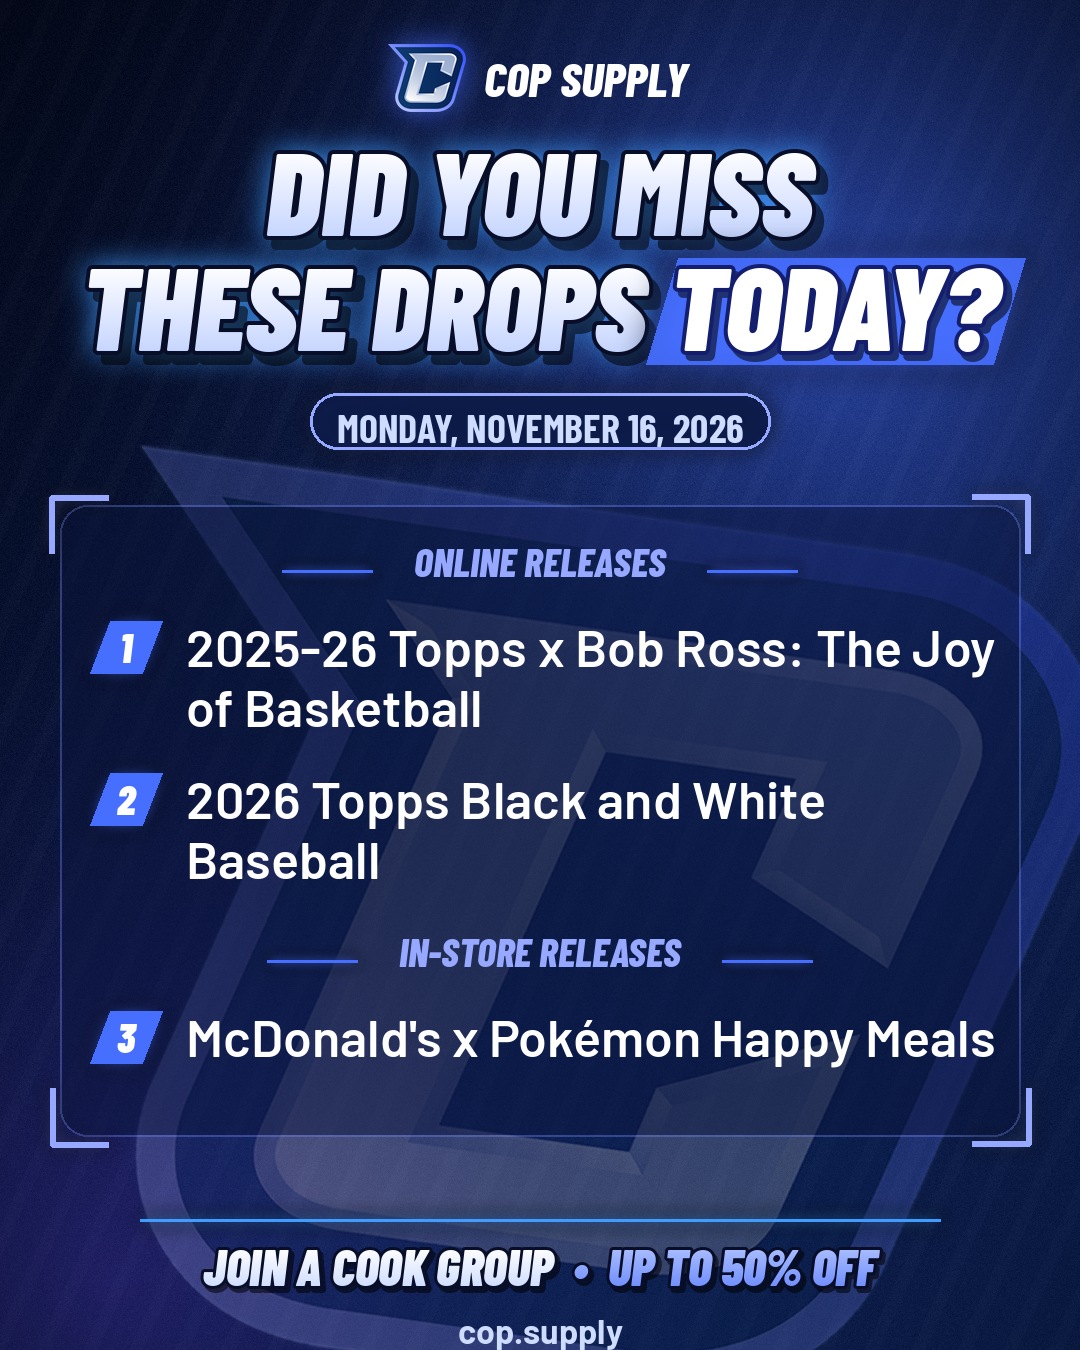 COP SUPPLY
DID YOU MISS
THESE DROPS TODAY?
MONDAY, NOVEMBER 16, 2026
ONLINE RELEASES
1 2025-26 Topps x Bob Ross: The Joy
of Basketball
2 2026 Topps Black and White
Baseball
IN-STORE RELEASES
3 McDonald's x Pokémon Happy Meals
JOIN A COOK GROUP • UP TO 50% OFF
cop.supply